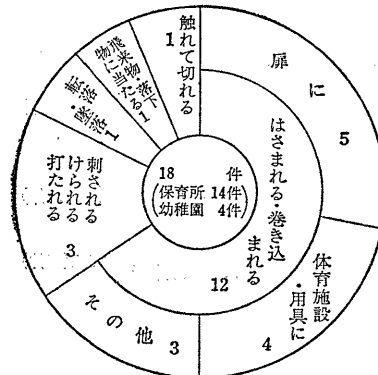 18 件
(保育所 14件
幼稚園 4件)
はさまれる・巻き込
まれる
12
扉に
5
体育施設
・用具に
4
その他 3
刺される
けられる
打たれる
3
転落・
墜落 1
飛来物・落下
物に当たる 1
触れて切れる
1